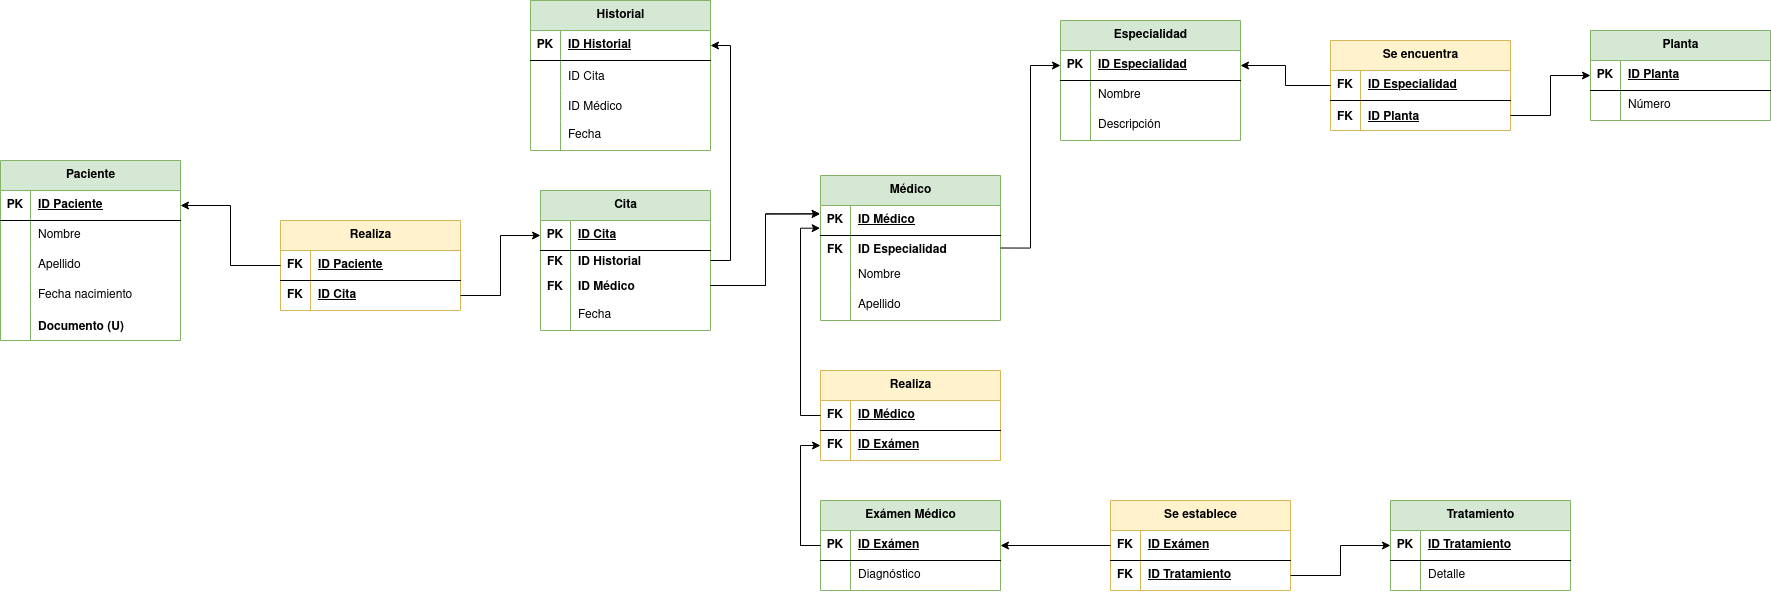 Historial
PK ID Historial
ID Cita
ID Médico
Fecha
Especialidad
PK ID Especialidad
Nombre
Descripción
Se encuentra
FK ID Especialidad
FK ID Planta
Planta
PK ID Planta
Número
Paciente
PK ID Paciente
Nombre
Apellido
Fecha nacimiento
Documento (U)
Realiza
FK ID Paciente
FK ID Cita
Cita
PK ID Cita
FK ID Historial
FK ID Médico
Fecha
Médico
PK ID Médico
FK ID Especialidad
Nombre
Apellido
Realiza
FK ID Médico
FK ID Exámen
Exámen Médico
PK ID Exámen
Diagnóstico
Se establece
FK ID Exámen
FK ID Tratamiento
Tratamiento
PK ID Tratamiento
Detalle